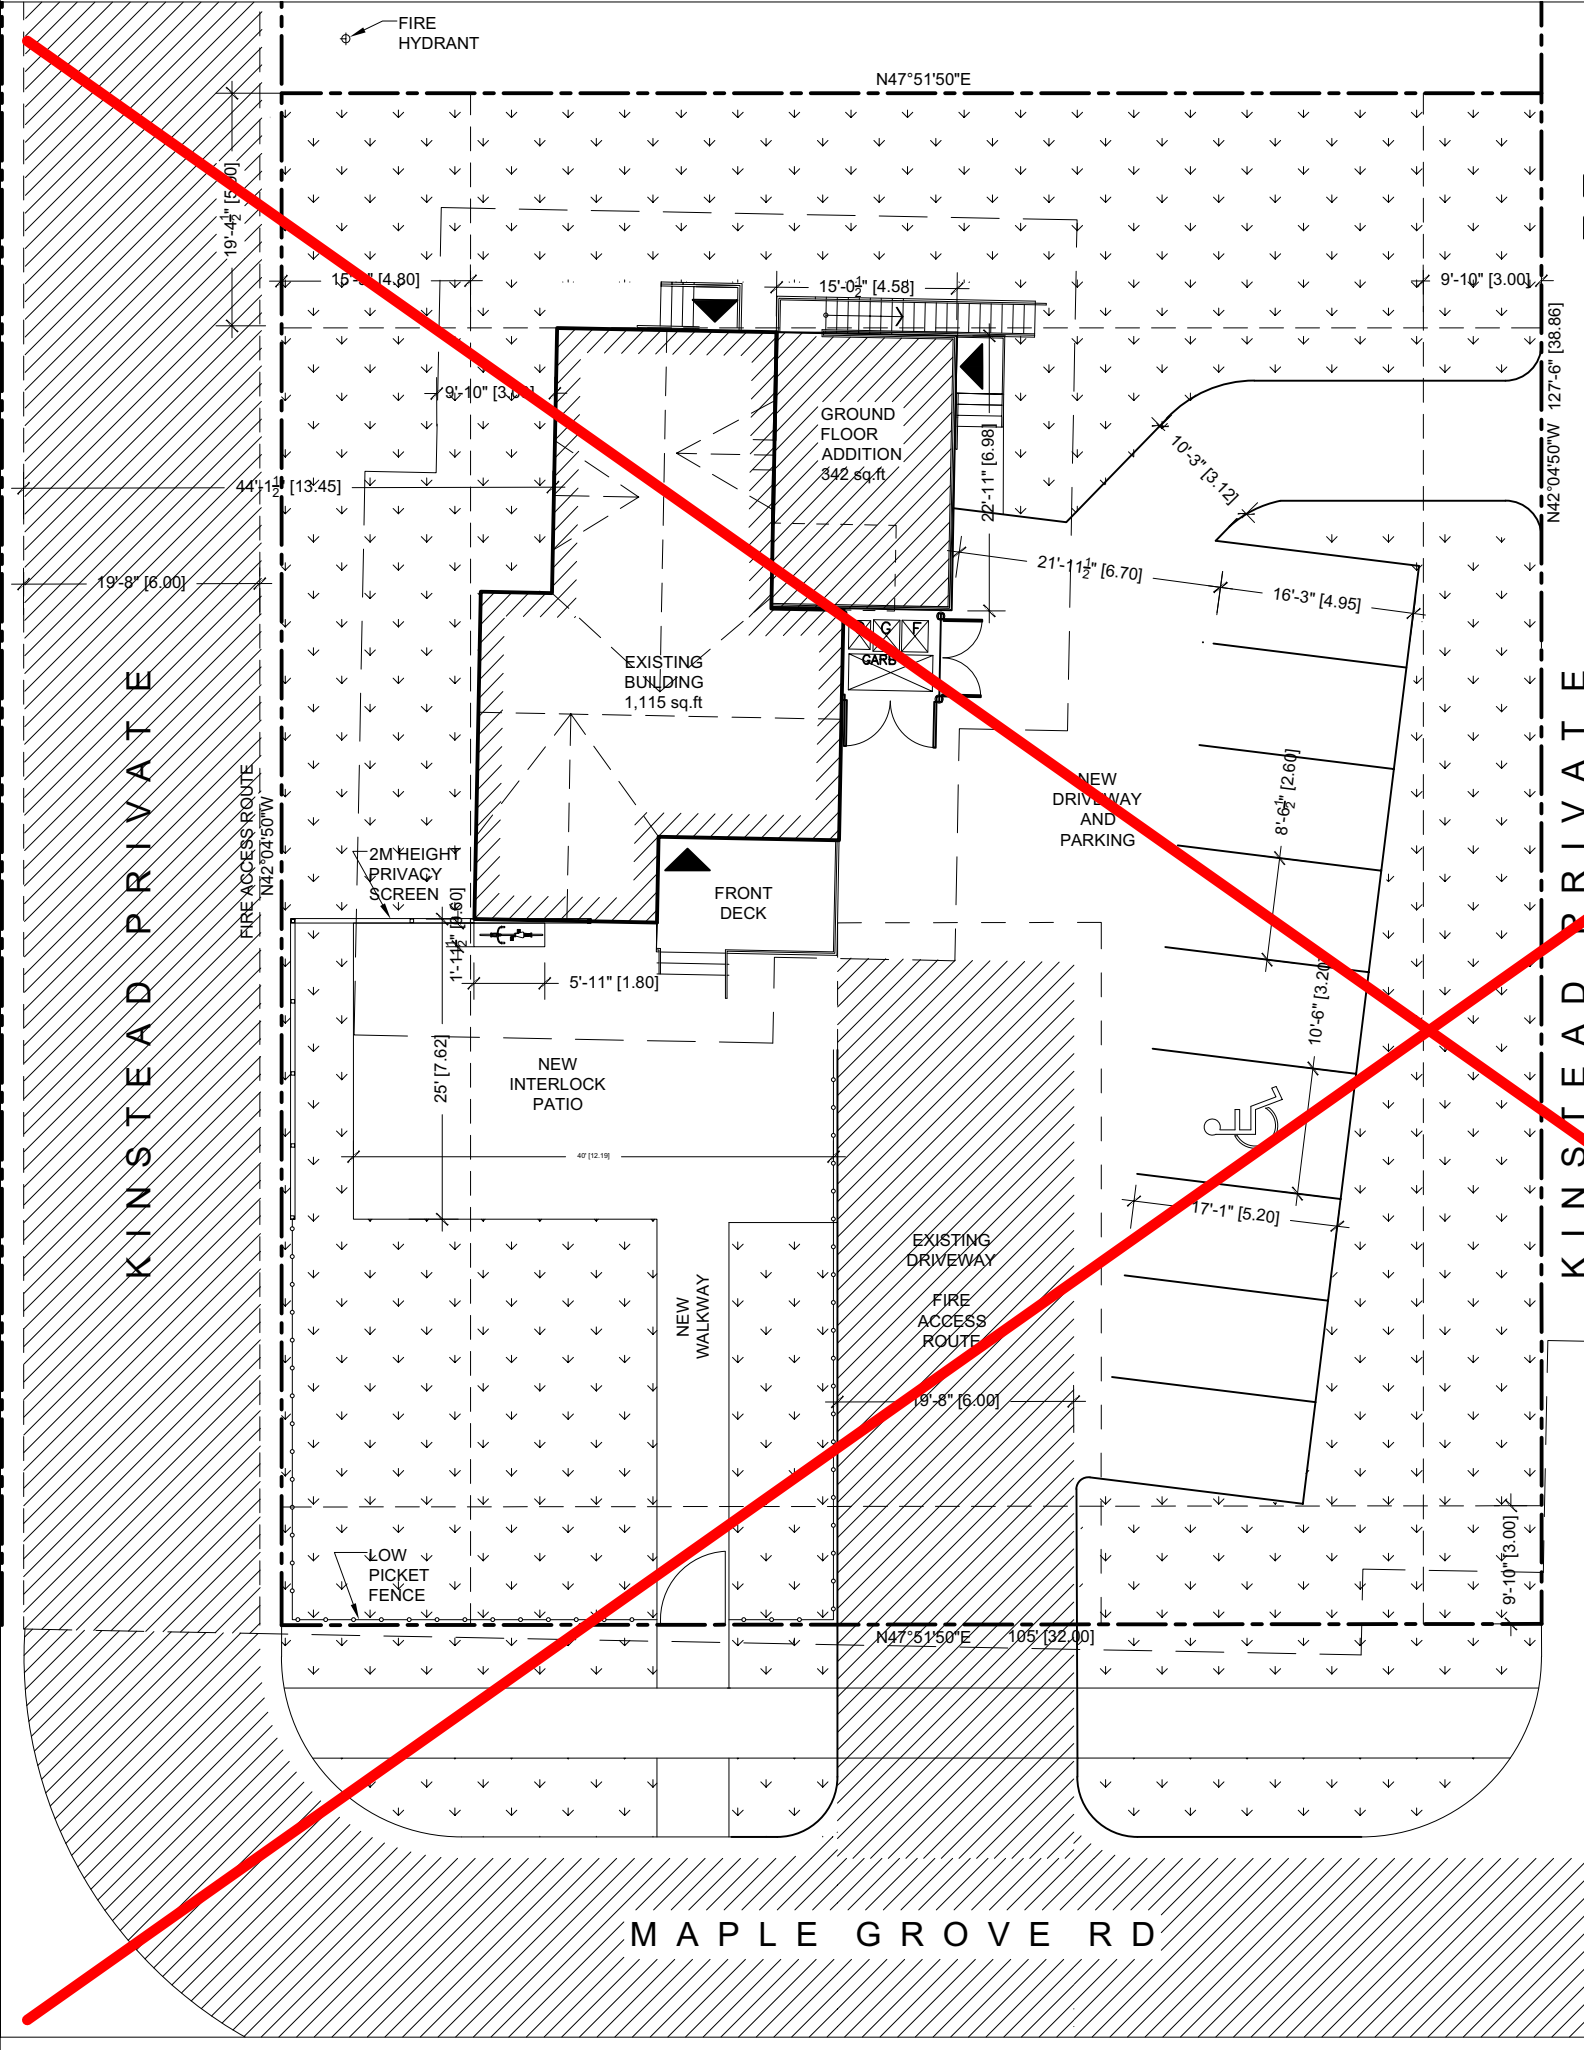 FIRE
HYDRANT
N47°51'50"E
19'-4½" [5.90]
[4.80]
15'-0½" [4.58]
9'-10" [3.00]
N42°04'50"W 127'-6" [38.86]
9'-10"
GROUND
FLOOR
ADDITION
342 sq.ft
22'-11" [6.98]
10'-3" [3.12]
44'-1½" [13.45]
21'-11½" [6.70]
19'-8" [6.00]
16'-3" [4.95]
G F
EXISTING
BUILDING
1,115 sq.ft
KINSTEAD PRIVATE
FIRE ACCESS ROUTE
N42°04'50"W
NEW
DRIVEWAY
AND
PARKING
8'-6½" [2.60]
KINSTEAD PRIVATE
2M HEIGHT
PRIVACY
SCREEN
FRONT
DECK
1'-11½" [0.60]
5'-11" [1.80]
10'-6" [3.20]
25' [7.62]
NEW
INTERLOCK
PATIO
40' [12.19]
17'-1" [5.20]
EXISTING
DRIVEWAY
FIRE
ACCESS
ROUTE
NEW
WALKWAY
19'-8" [6.00]
LOW
PICKET
FENCE
9'-10" [3.00]
N47°51'50"E 105' [32.00]
MAPLE GROVE RD